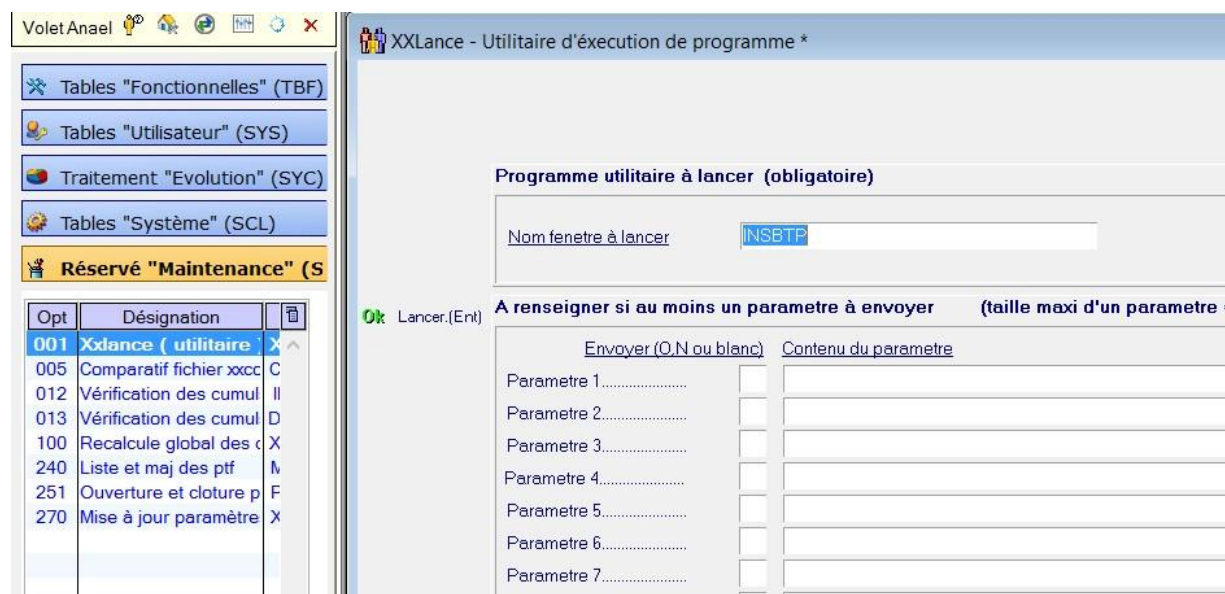 Volet Anael
Tables "Fonctionnelles" (TBF)
Tables "Utilisateur" (SYS)
Traitement "Evolution" (SYC)
Tables "Système" (SCL)
Réservé "Maintenance" (S
Opt Désignation
001 Xxlance ( utilitaire ) X
005 Comparatif fichier xxcc C
012 Vérification des cumul II
013 Vérification des cumul D
100 Recalcule global des c X
240 Liste et maj des ptf M
251 Ouverture et cloture p F
270 Mise à jour paramètre X
XXLance - Utilitaire d'éxecution de programme *
Programme utilitaire à lancer (obligatoire)
Nom fenetre à lancer INSBTP
Ok Lancer.(Ent)
A renseigner si au moins un parametre à envoyer (taille maxi d'un parametre
Envoyer (O,N ou blanc) Contenu du parametre
Parametre 1......................
Parametre 2......................
Parametre 3......................
Parametre 4......................
Parametre 5......................
Parametre 6......................
Parametre 7......................